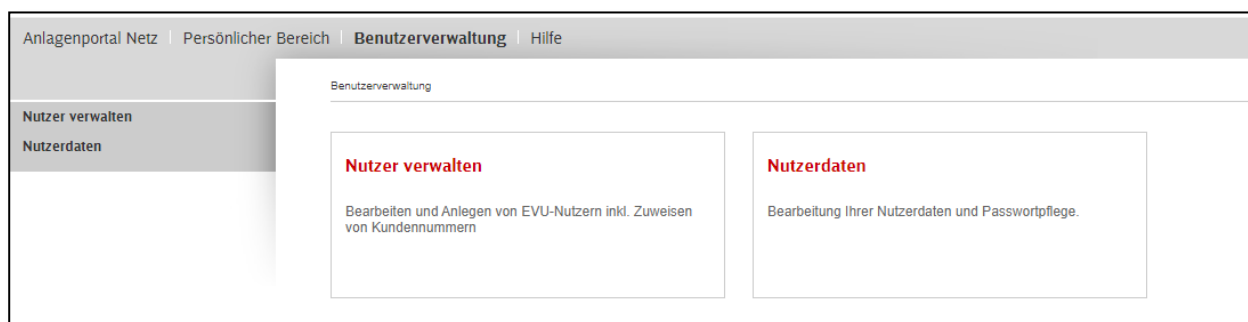 Anlagenportal Netz Persönlicher Bereich Benutzerverwaltung Hilfe
Benutzerverwaltung
Nutzer verwalten
Nutzerdaten
Nutzer verwalten
Bearbeiten und Anlegen von EVU-Nutzern inkl. Zuweisen
von Kundennummern
Nutzerdaten
Bearbeitung Ihrer Nutzerdaten und Passwortpflege.